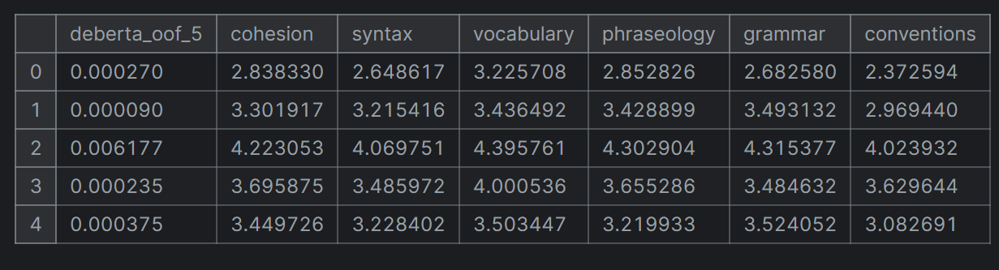 deberta_oof_5 cohesion syntax vocabulary phraseology grammar conventions
0 0.000270 2.838330 2.648617 3.225708 2.852826 2.682580 2.372594
1 0.000090 3.301917 3.215416 3.436492 3.428899 3.493132 2.969440
2 0.006177 4.223053 4.069751 4.395761 4.302904 4.315377 4.023932
3 0.000235 3.695875 3.485972 4.000536 3.655286 3.484632 3.629644
4 0.000375 3.449726 3.228402 3.503447 3.219933 3.524052 3.082691